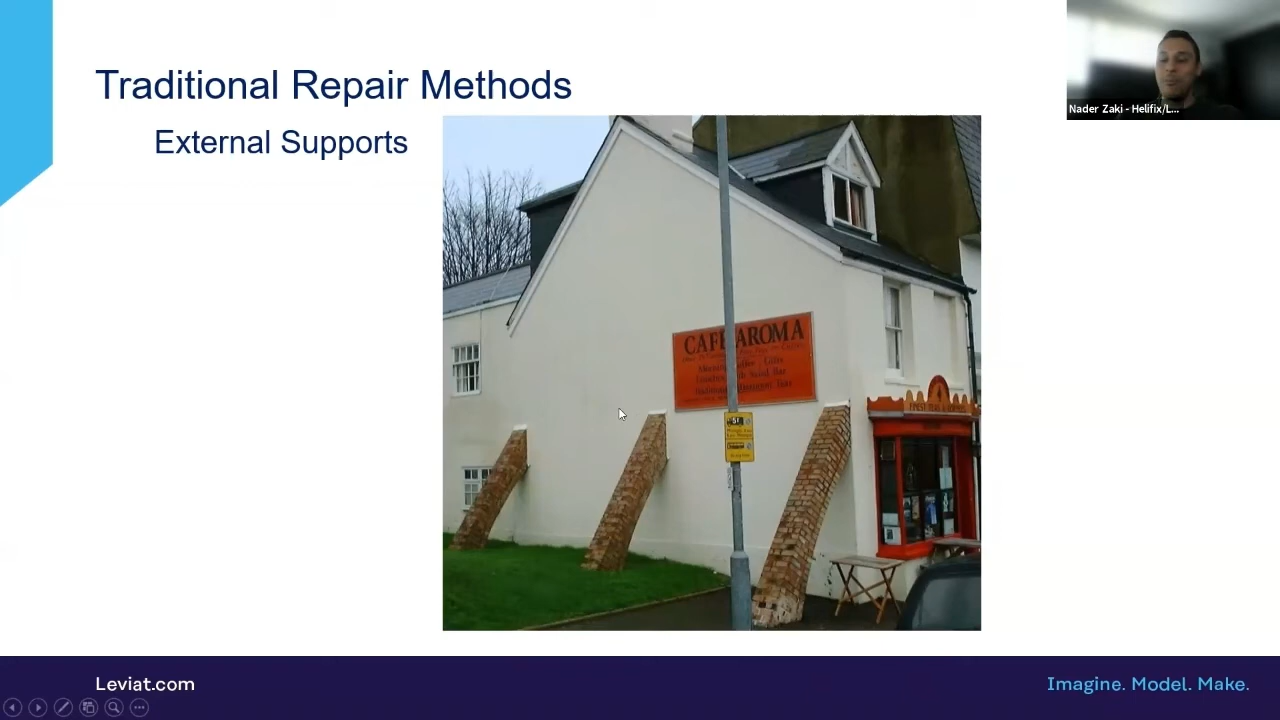 Traditional Repair Methods
External Supports
Nader Zaki - Helifix/L...
CAFE AROMA
Leviat.com
Imagine. Model. Make.